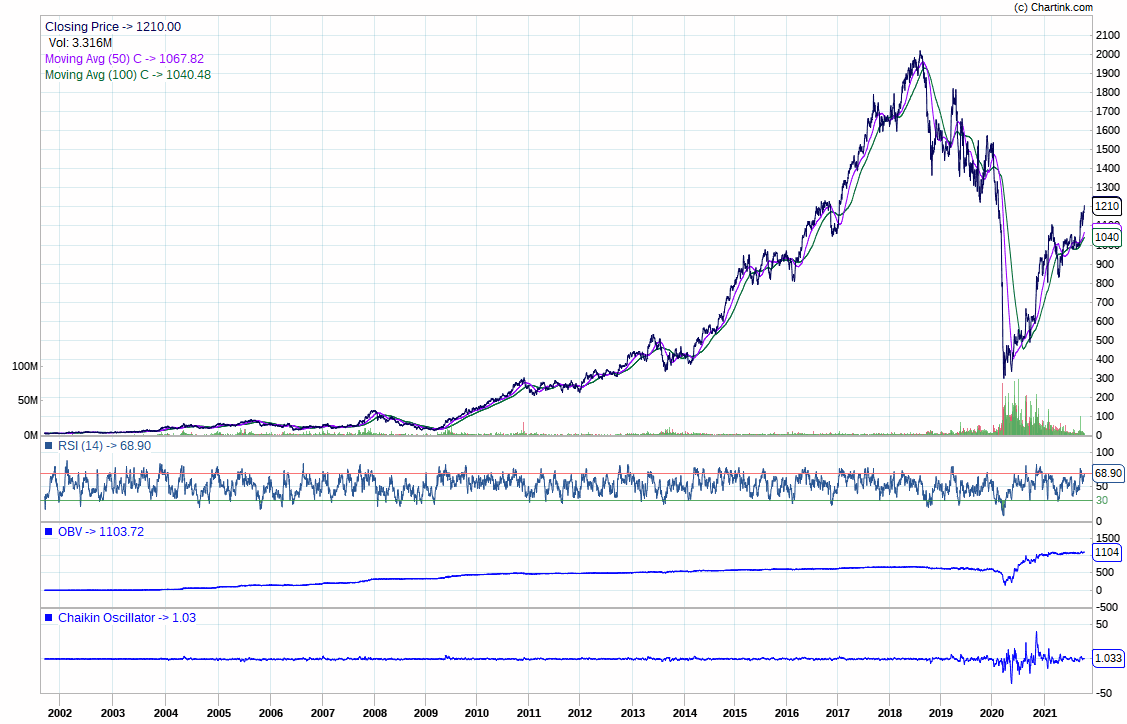 (c) Chartink.com
Closing Price -> 1210.00
Vol: 3.316M
Moving Avg (50) C -> 1067.82
Moving Avg (100) C -> 1040.48
2100
2000
1900
1800
1700
1600
1500
1400
1300
1210
1040
900
800
700
600
500
400
300
200
100
0
100M
50M
0M
RSI (14) -> 68.90
100
68.90
50
30
0
OBV -> 1103.72
1500
1104
500
0
-500
Chaikin Oscillator -> 1.03
50
1.033
-50
2002 2003 2004 2005 2006 2007 2008 2009 2010 2011 2012 2013 2014 2015 2016 2017 2018 2019 2020 2021